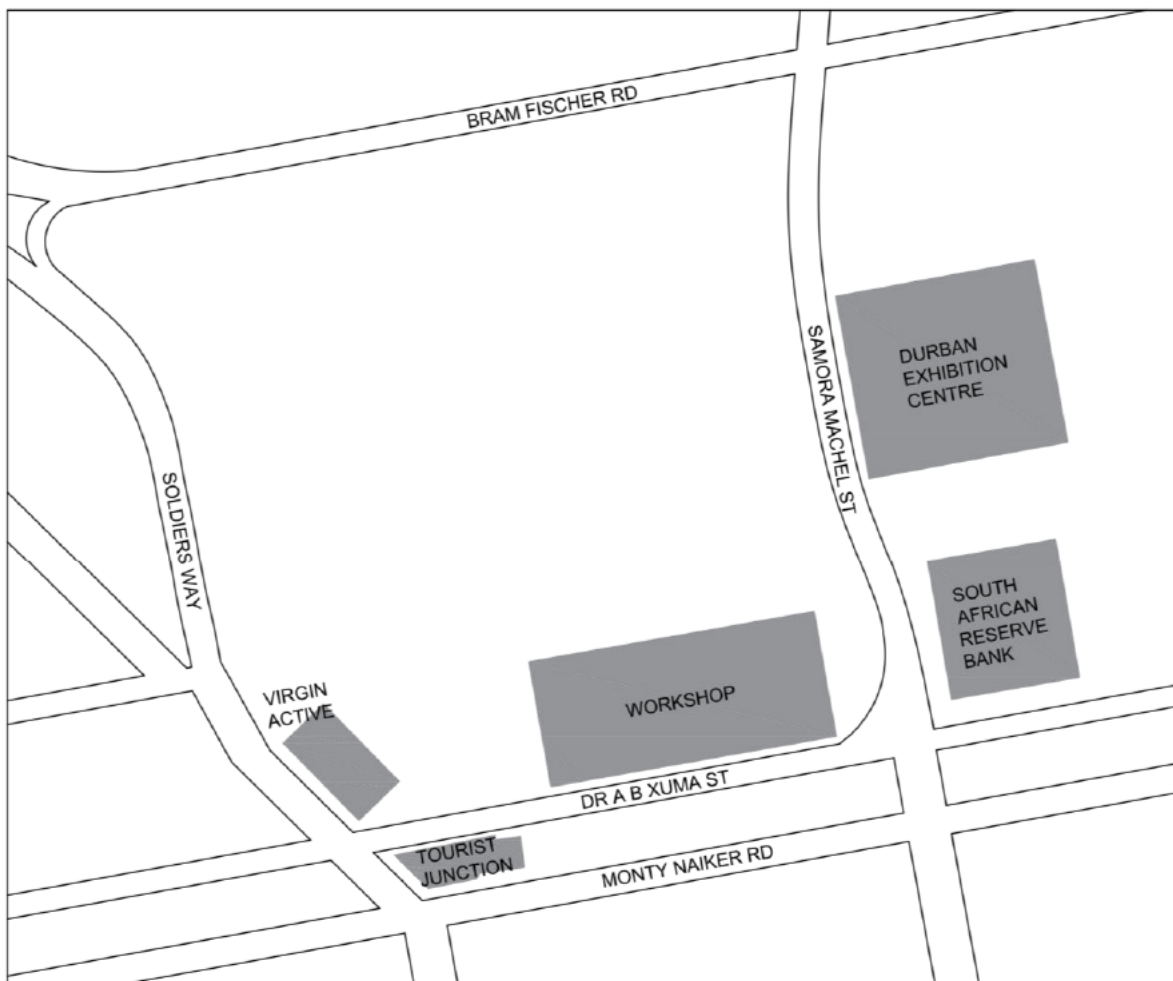 BRAM FISCHER RD
SAMORA MACHEL ST
DURBAN
EXHIBITION
CENTRE
SOLDIERS WAY
SOUTH
AFRICAN
RESERVE
BANK
VIRGIN
ACTIVE
WORKSHOP
DR A B XUMA ST
TOURIST
JUNCTION
MONTY NAIKER RD